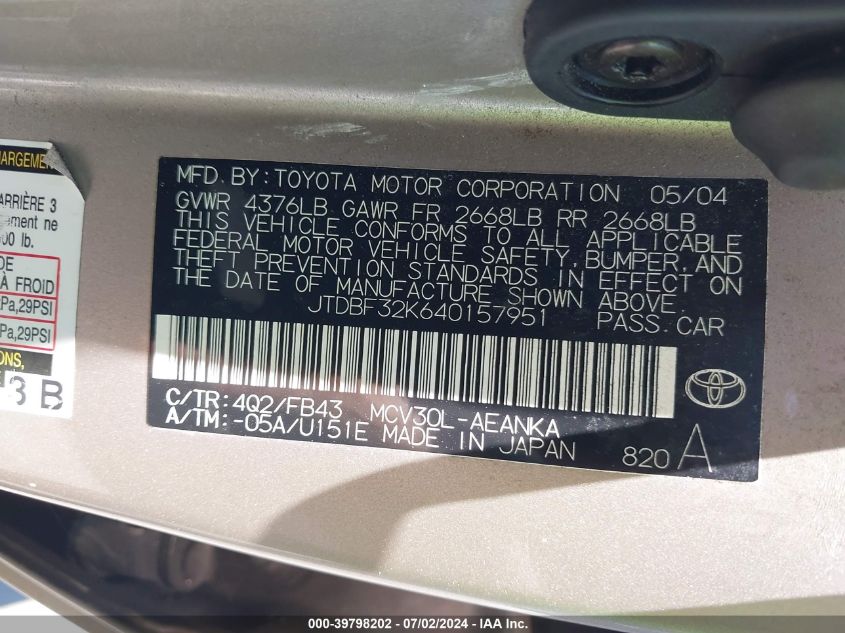 HARGEMEN
ARRIÈRE 3
ement ne
00 lb.
DE
À FROID
Pa,29PSI
Pa,29PSI
ONS,
3 B
MFD. BY: TOYOTA MOTOR CORPORATION 05/04
GVWR 4376LB GAWR FR 2668LB RR 2668LB
THIS VEHICLE CONFORMS TO ALL APPLICABLE
FEDERAL MOTOR VEHICLE SAFETY, BUMPER, AND
THEFT PREVENTION STANDARDS IN EFFECT ON
THE DATE OF MANUFACTURE SHOWN ABOVE.
JTDBF32K640157951 PASS.CAR
C/TR: 4Q2/FB43 MCV30L-AEANKA
A/TM: -05A/U151E MADE IN JAPAN
820 A
000-39798202 - 07/02/2024 - IAA Inc.